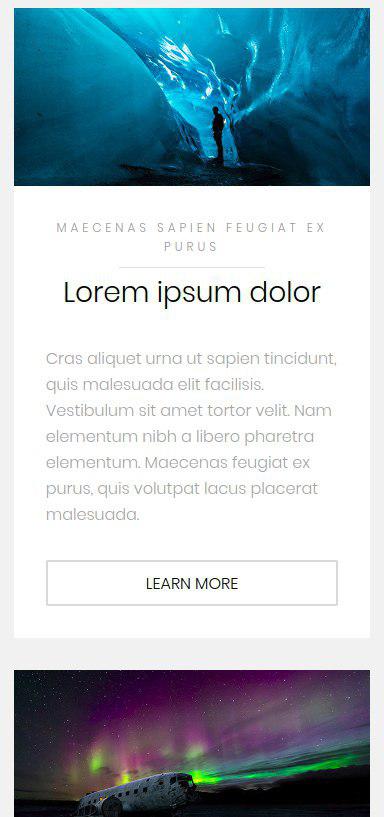 MAECENAS SAPIEN FEUGIAT EX
PURUS
Lorem ipsum dolor
Cras aliquet urna ut sapien tincidunt,
quis malesuada elit facilisis.
Vestibulum sit amet tortor velit. Nam
elementum nibh a libero pharetra
elementum. Maecenas feugiat ex
purus, quis volutpat lacus placerat
malesuada.
LEARN MORE